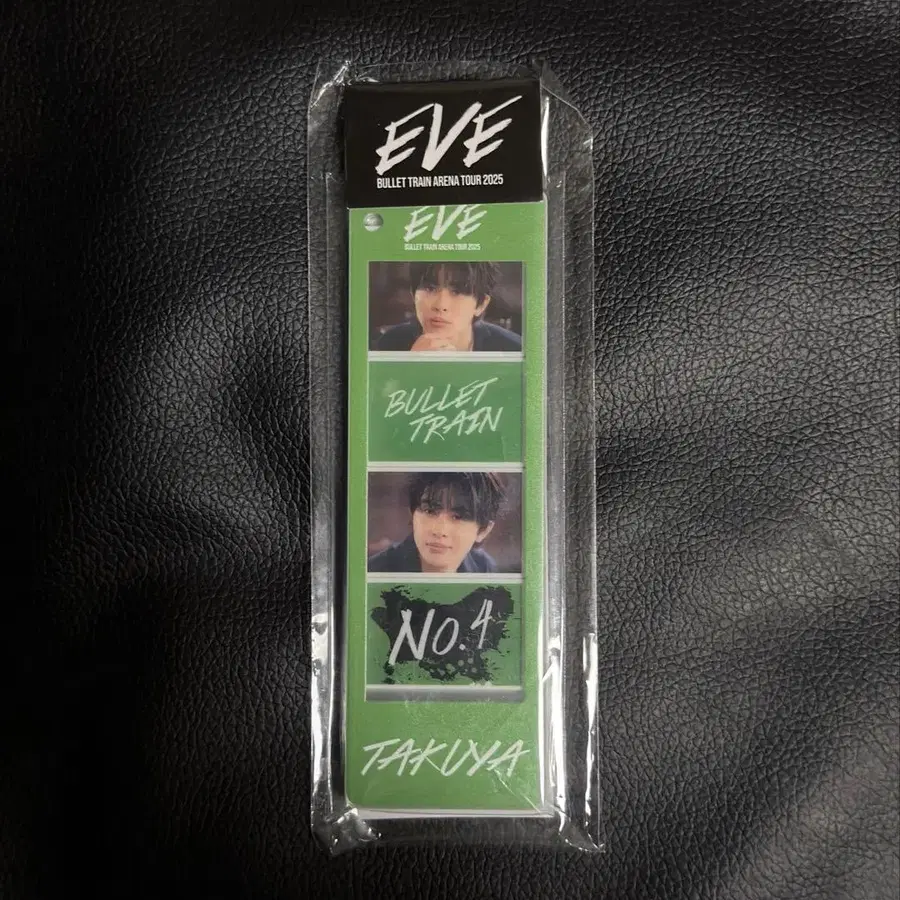 EVE
BULLET TRAIN ARENA TOUR 2025
EVE
BULLET TRAIN ARENA TOUR 2025
BULLET
TRAIN
No.4
TAKUYA